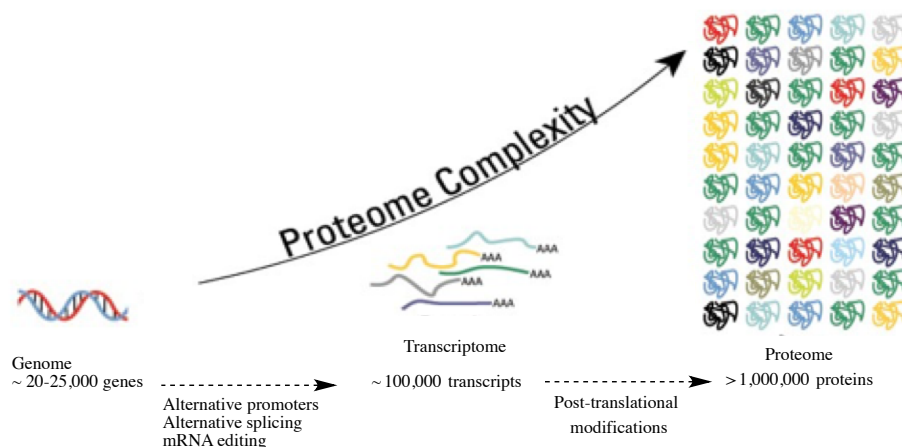 Proteome Complexity
AAA
AAA
AAA
AAA
AAA
Genome
~ 20-25,000 genes
Alternative promoters
Alternative splicing
mRNA editing
Transcriptome
~ 100,000 transcripts
Post-translational
modifications
Proteome
> 1,000,000 proteins